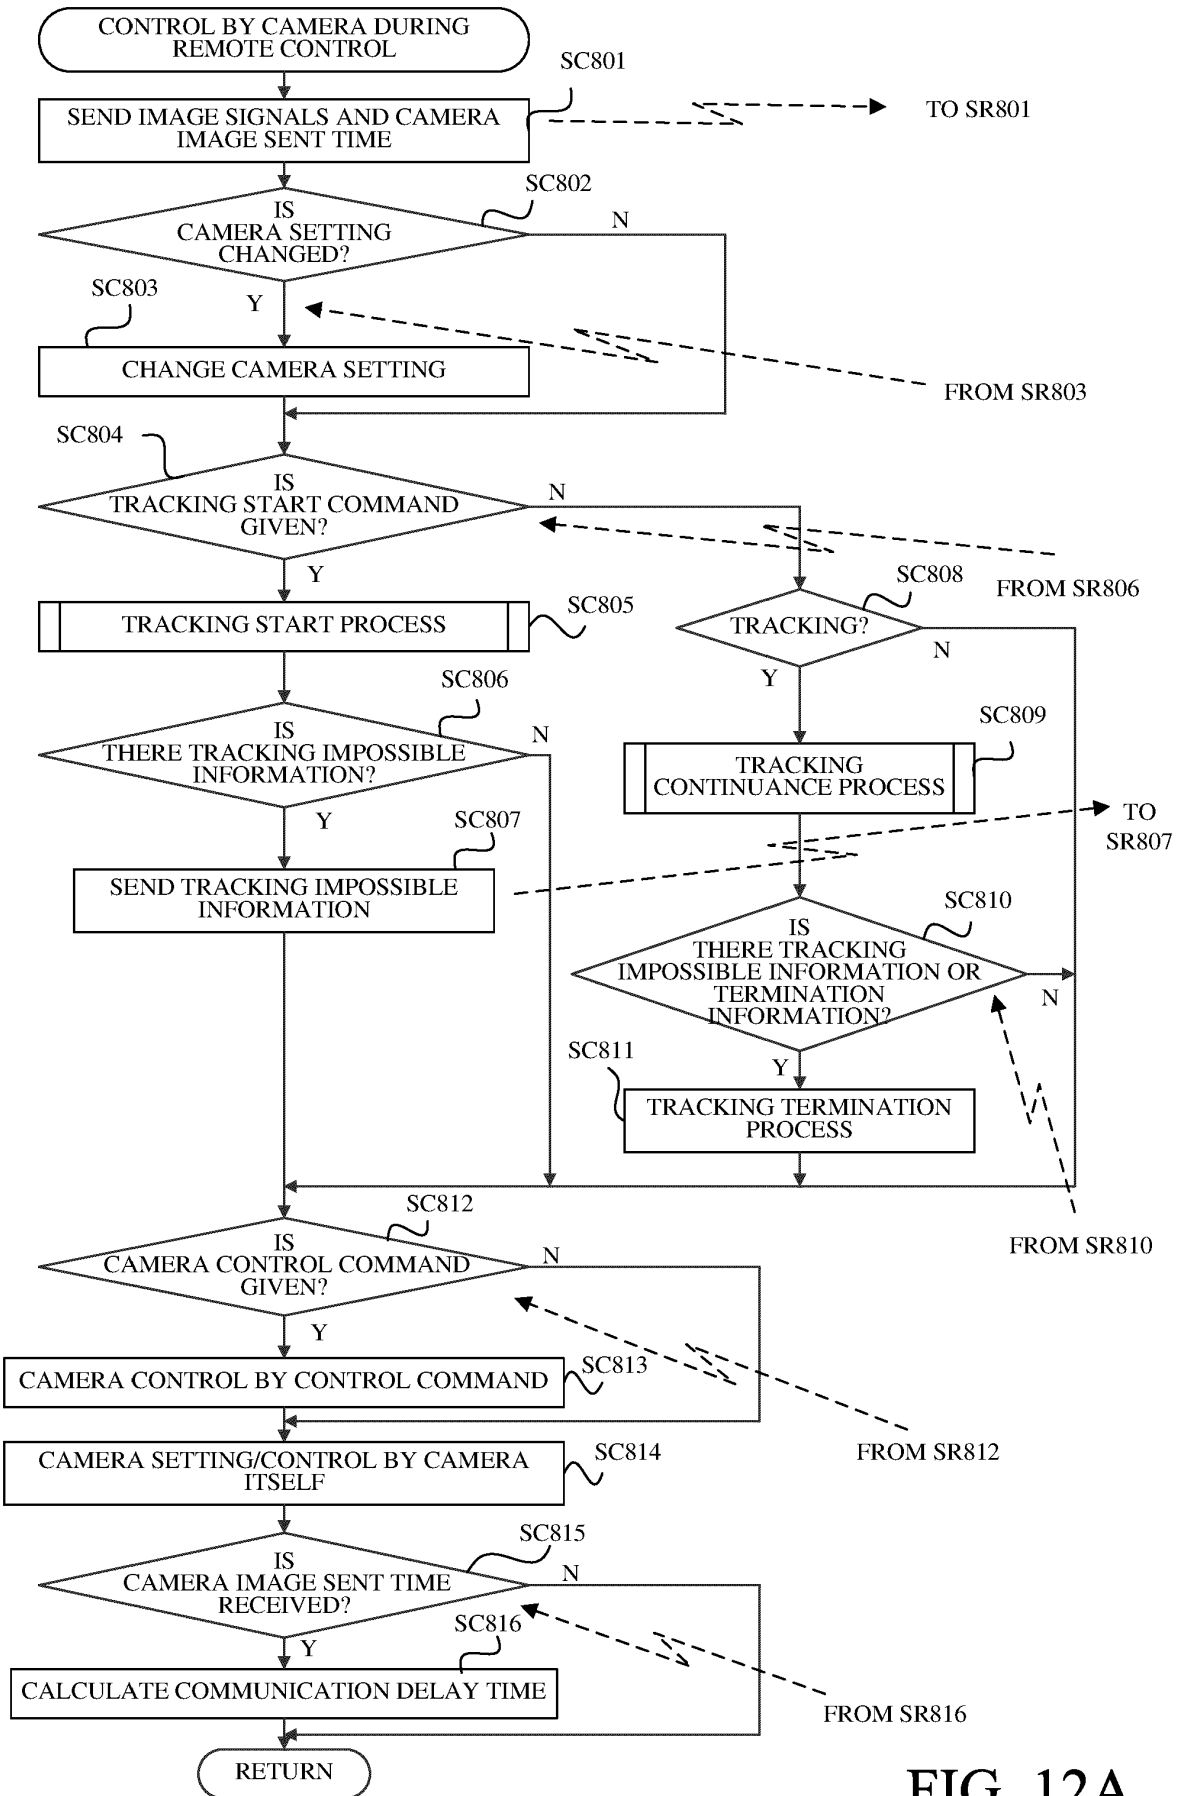 CONTROL BY CAMERA DURING
REMOTE CONTROL
SC801
SEND IMAGE SIGNALS AND CAMERA
IMAGE SENT TIME
TO SR801
SC802
IS
CAMERA SETTING
CHANGED?
N
Y
SC803
CHANGE CAMERA SETTING
FROM SR803
SC804
IS
TRACKING START COMMAND
GIVEN?
N
Y
FROM SR806
SC805
TRACKING START PROCESS
SC808
TRACKING?
N
Y
SC806
IS
THERE TRACKING IMPOSSIBLE
INFORMATION?
N
Y
SC809
TRACKING
CONTINUANCE PROCESS
TO
SR807
SC807
SEND TRACKING IMPOSSIBLE
INFORMATION
SC810
IS
THERE TRACKING
IMPOSSIBLE INFORMATION OR
TERMINATION
INFORMATION?
N
Y
SC811
TRACKING TERMINATION
PROCESS
FROM SR810
SC812
IS
CAMERA CONTROL COMMAND
GIVEN?
N
Y
SC813
CAMERA CONTROL BY CONTROL COMMAND
FROM SR812
SC814
CAMERA SETTING/CONTROL BY CAMERA
ITSELF
SC815
IS
CAMERA IMAGE SENT TIME
RECEIVED?
N
Y
SC816
CALCULATE COMMUNICATION DELAY TIME
FROM SR816
RETURN
FIG. 12A